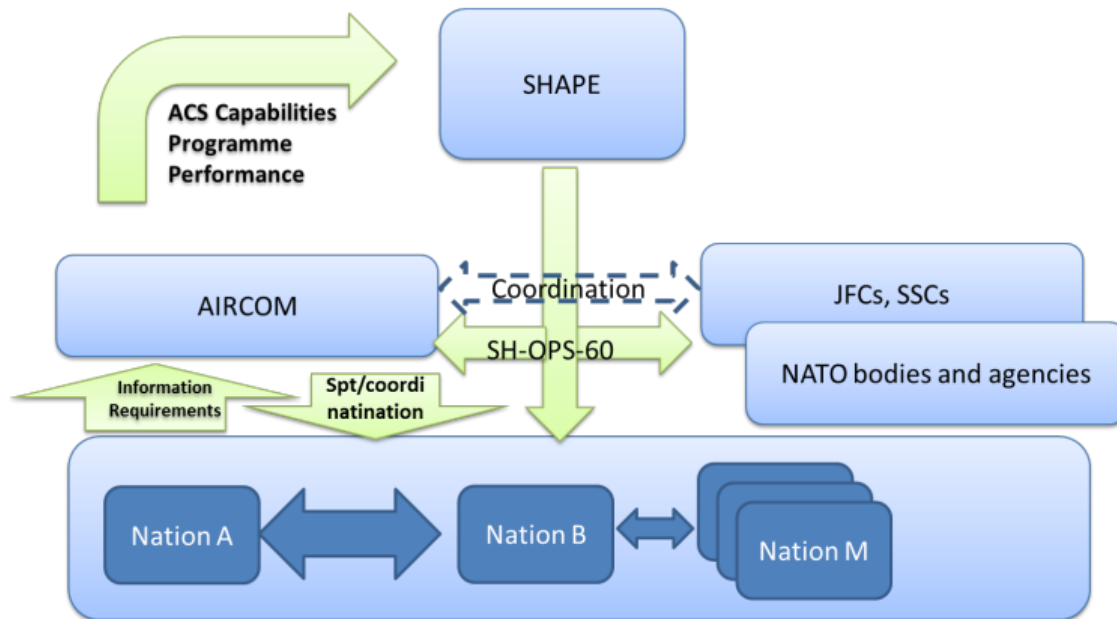 SHAPE
ACS Capabilities
Programme
Performance
AIRCOM
Coordination
JFCs, SSCs
SH-OPS-60
NATO bodies and agencies
Information
Requirements
Spt/coordi
natination
Nation A
Nation B
Nation M